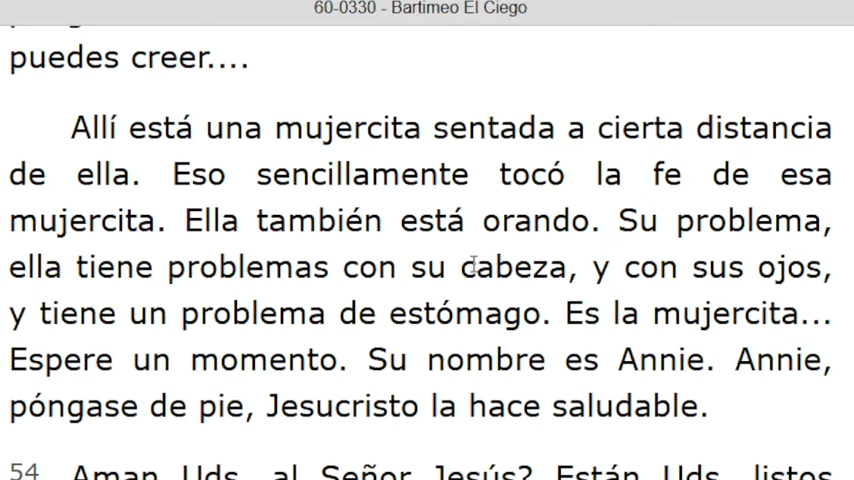 60-0330 - Bartimeo El Ciego
puedes creer....
Allí está una mujercita sentada a cierta distancia
de ella. Eso sencillamente tocó la fe de esa
mujercita. Ella también está orando. Su problema,
ella tiene problemas con su cabeza, y con sus ojos,
y tiene un problema de estómago. Es la mujercita...
Espere un momento. Su nombre es Annie. Annie,
póngase de pie, Jesucristo la hace saludable.
54 Aman Uds. al Señor Jesús? Están Uds. listos